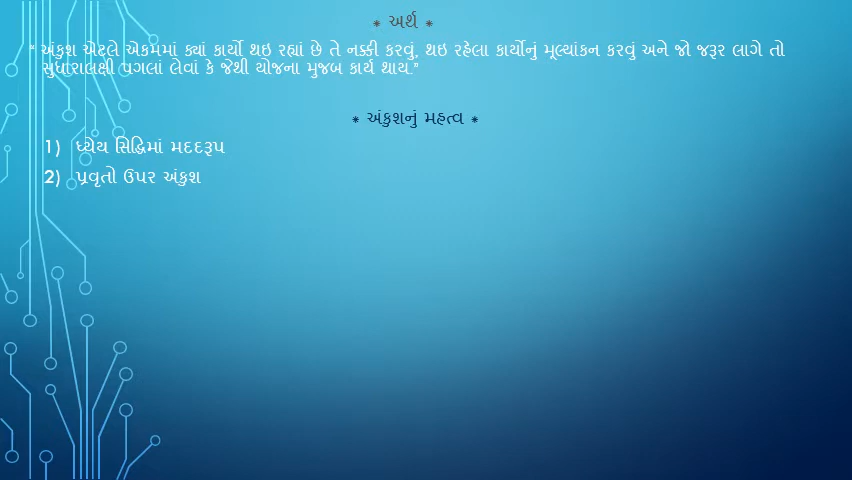 * અર્થ *
“ અંકુશ એટલે એકમમાં ક્યાં કાર્યો થઇ રહ્યાં છે તે નક્કી કરવું, થઇ રહેલા કાર્યોનું મૂલ્યાંકન કરવું અને જો જરૂર લાગે તો
સુધારાલક્ષી પગલાં લેવાં કે જેથી યોજના મુજબ કાર્ય થાય.”
* અંકુશનું મહત્વ *
1) ધ્યેય સિદ્ધિમાં મદદરૂપ
2) પ્રવૃતો ઉપર અંકુશ